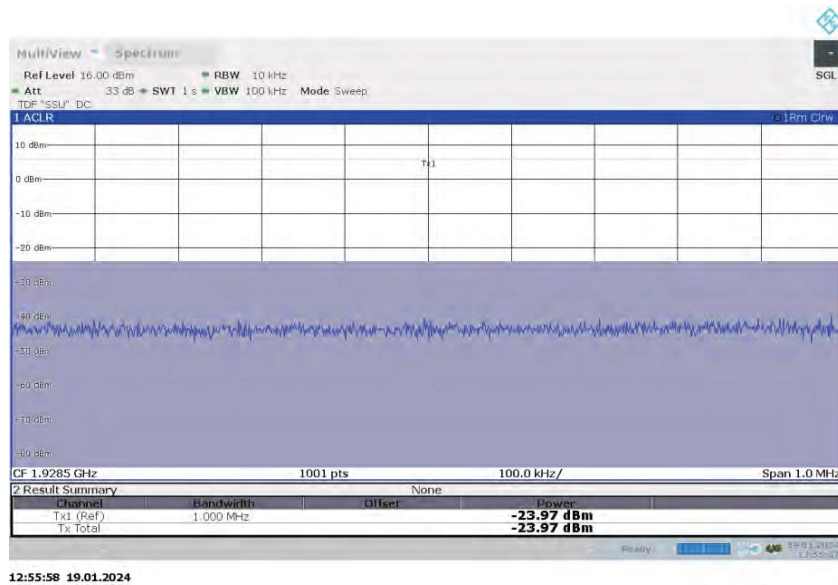 MultiView Spectrum
Ref Level 16.00 dBm RBW 10 kHz SGL
Att 33 dB SWT 1 s VBW 100 kHz Mode Sweep
TDF "SSU" DC
1 ACLR 1Rm Clrw
10 dBm
Tx1
0 dBm
-10 dBm
-20 dBm
-30 dBm
-40 dBm
-50 dBm
-60 dBm
-70 dBm
-80 dBm
CF 1.9285 GHz 1001 pts 100.0 kHz/ Span 1.0 MHz
2 Result Summary None
Channel Bandwidth Offset Power
Tx1 (Ref) 1.000 MHz -23.97 dBm
Tx Total -23.97 dBm
Ready 19.01.2024
12:55:58 19.01.2024